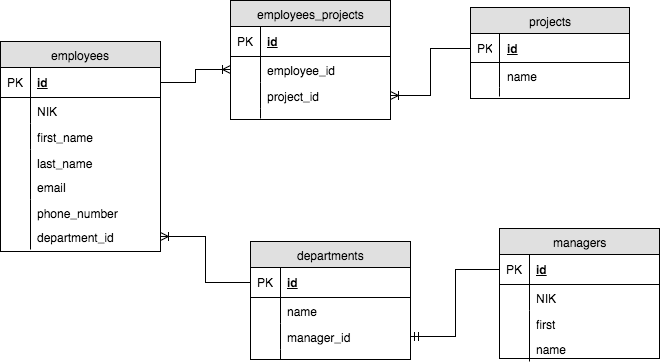 employees
PK id
NIK
first_name
last_name
email
phone_number
department_id
employees_projects
PK id
employee_id
project_id
projects
PK id
name
departments
PK id
name
manager_id
managers
PK id
NIK
first
name